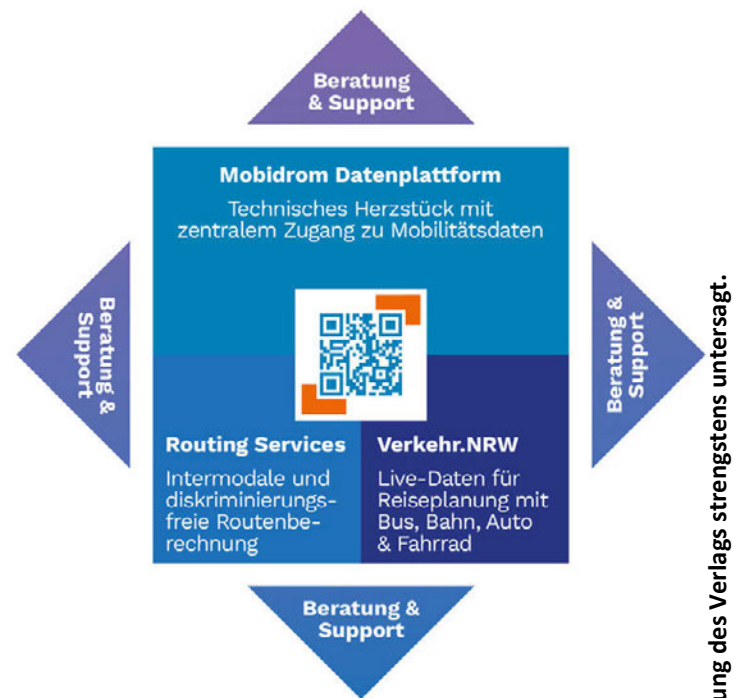 Beratung
& Support
Mobidrom Datenplattform
Technisches Herzstück mit
zentralem Zugang zu Mobilitätsdaten
Beratung &
Support
Beratung &
Support
Routing Services
Intermodale und
diskriminierungs-
freie Routenbe-
rechnung
Verkehr.NRW
Live-Daten für
Reiseplanung mit
Bus, Bahn, Auto
& Fahrrad
Beratung &
Support
des Verlags strengstens untersagt.